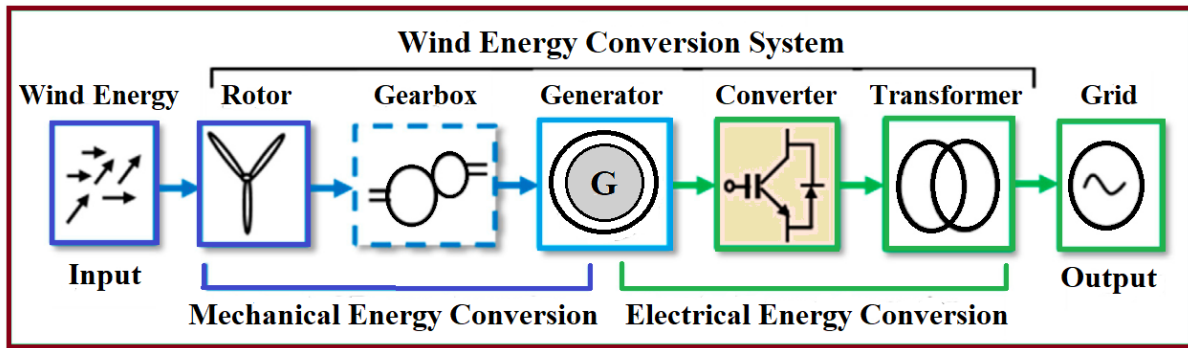 Wind Energy Conversion System
Wind Energy Rotor Gearbox Generator Converter Transformer Grid
G
Input Output
Mechanical Energy Conversion Electrical Energy Conversion